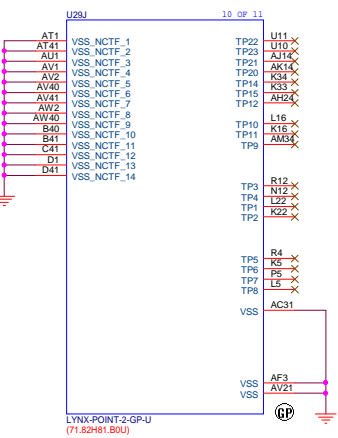 U29J 10 OF 11
AT1 VSS_NCTF_1
AT41 VSS_NCTF_2
AU1 VSS_NCTF_3
AV1 VSS_NCTF_4
AV2 VSS_NCTF_5
AV40 VSS_NCTF_6
AV41 VSS_NCTF_7
AW2 VSS_NCTF_8
AW40 VSS_NCTF_9
B40 VSS_NCTF_10
B41 VSS_NCTF_11
C41 VSS_NCTF_12
D1 VSS_NCTF_13
D41 VSS_NCTF_14
TP22 U11
TP23 U10
TP21 AJ14
TP20 AK14
TP14 K34
TP15 K33
TP12 AH24
TP10 L16
TP11 K16
TP9 AM34
TP3 R12
TP4 N12
TP1 L22
TP2 K22
TP5 R4
TP6 K5
TP7 P5
TP8 L5
VSS AC31
VSS AF3
VSS AV21
GP
LYNX-POINT-2-GP-U
(71.82H81.B0U)